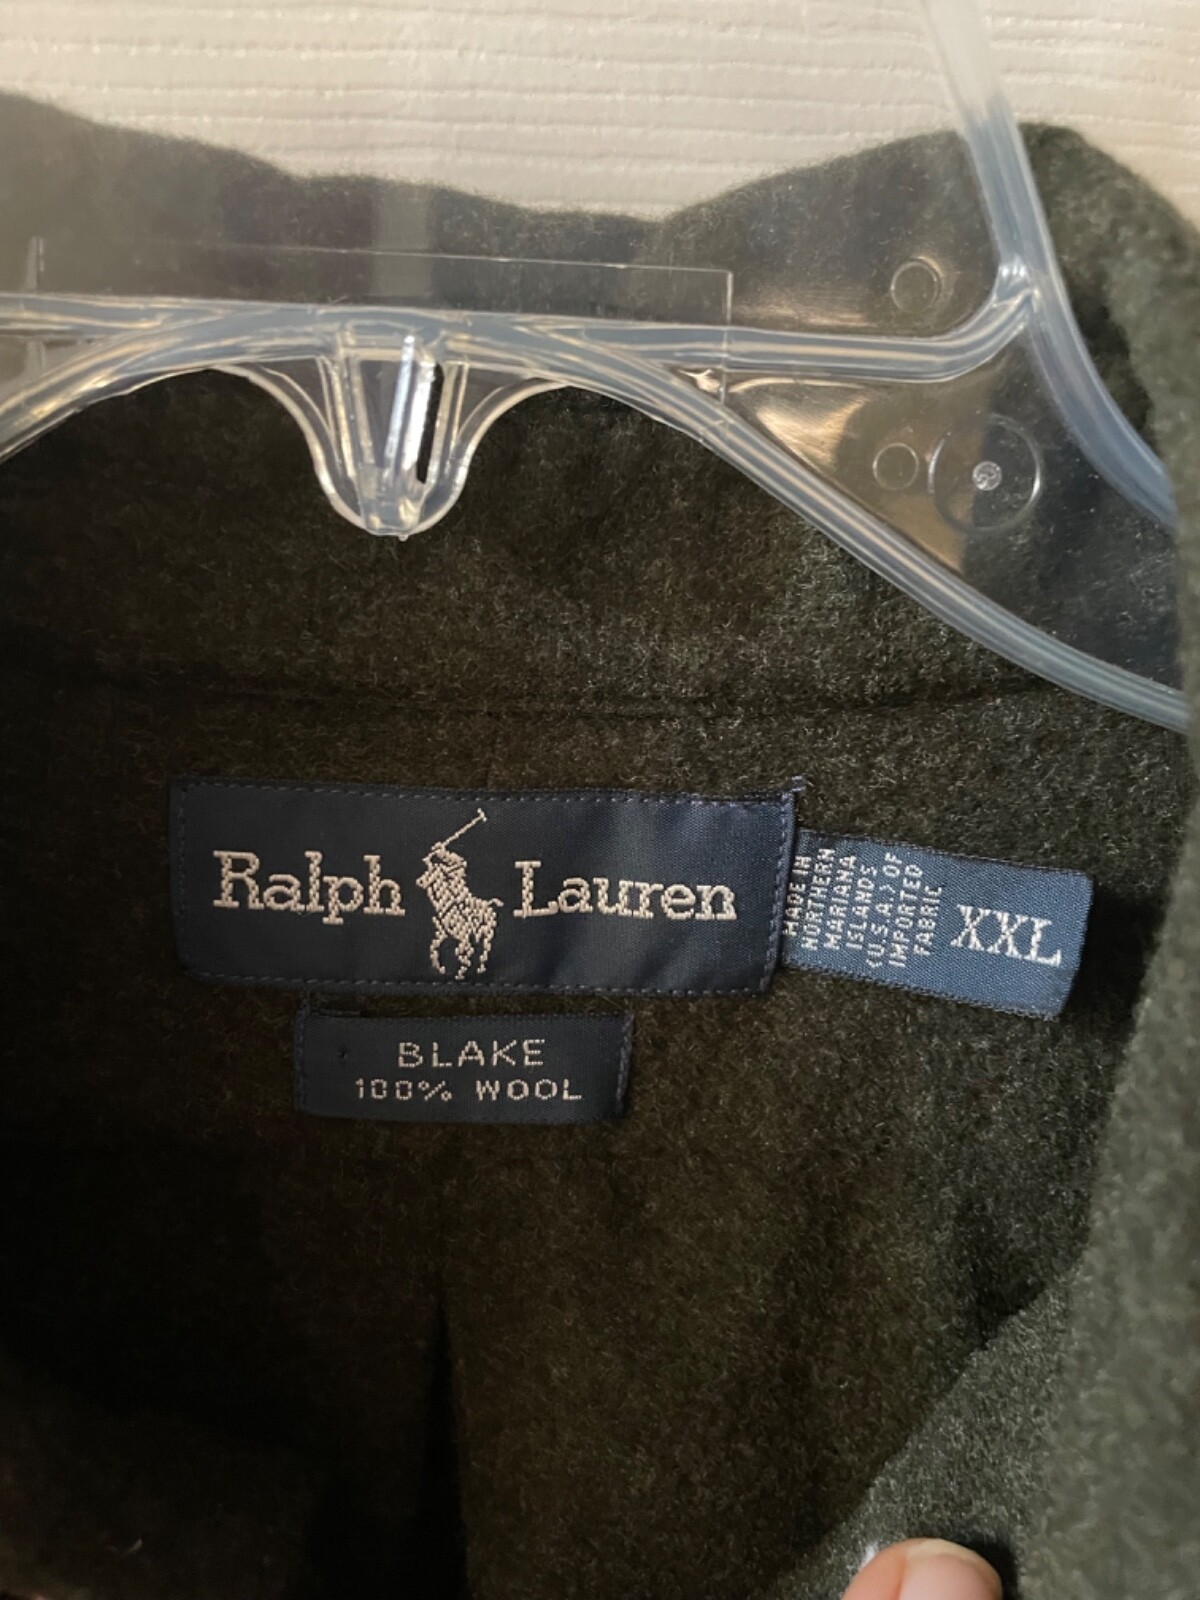 Ralph Lauren
MADE IN
NORTHERN
MARIANA
ISLANDS
(U.S.A.) OF
IMPORTED
FABRIC
XXL
BLAKE
100% WOOL